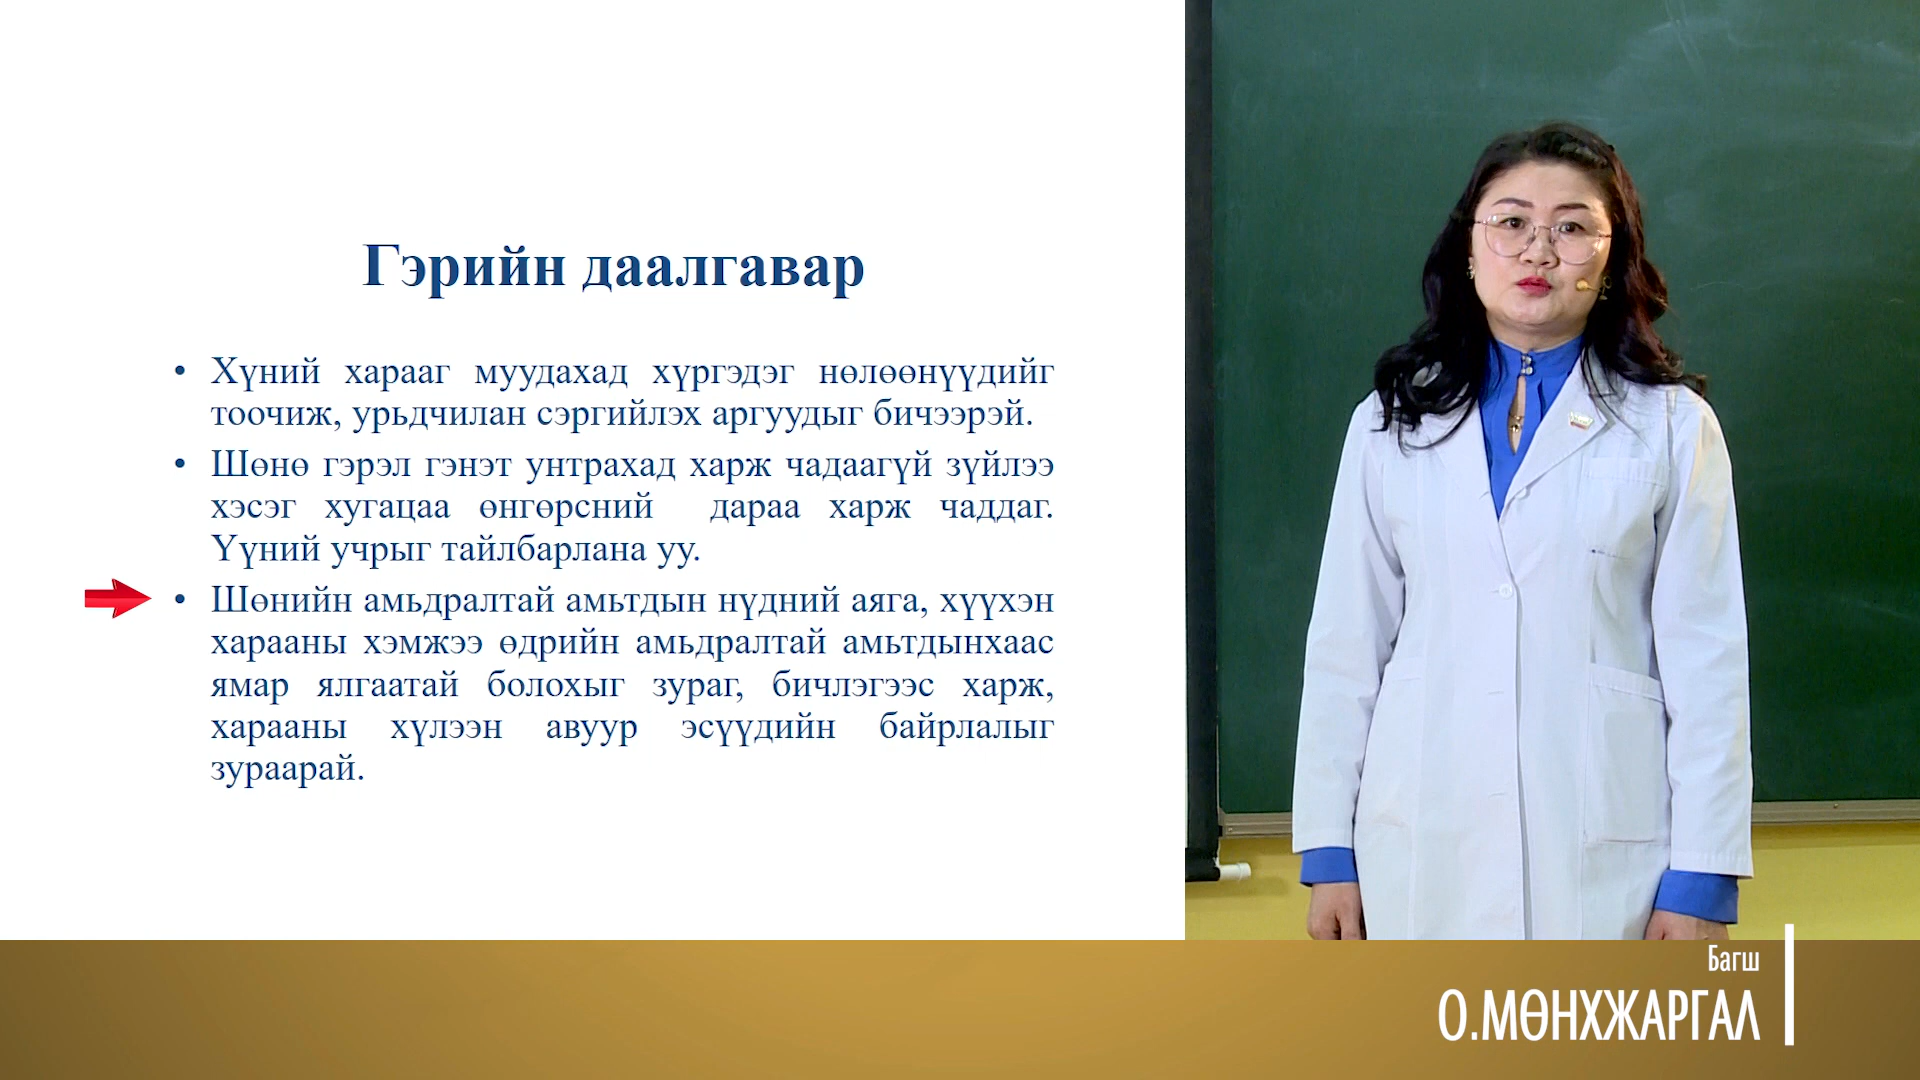 Гэрийн даалгавар
• Хүний харааг муудахад хүргэдэг нөлөөнүүдийг
тоочиж, урьдчилан сэргийлэх аргуудыг бичээрэй.
• Шөнө гэрэл гэнэт унтрахад харж чадаагүй зүйлээ
хэсэг хугацаа өнгөрсний дараа харж чаддаг.
Үүний учрыг тайлбарлана уу.
• Шөнийн амьдралтай амьтдын нүдний аяга, хүүхэн
харааны хэмжээ өдрийн амьдралтай амьтдынхаас
ямар ялгаатай болохыг зураг, бичлэгээс харж,
харааны хүлээн авуур эсүүдийн байрлалыг
зураарай.
Багш
О.МӨНХЖАРГАЛ